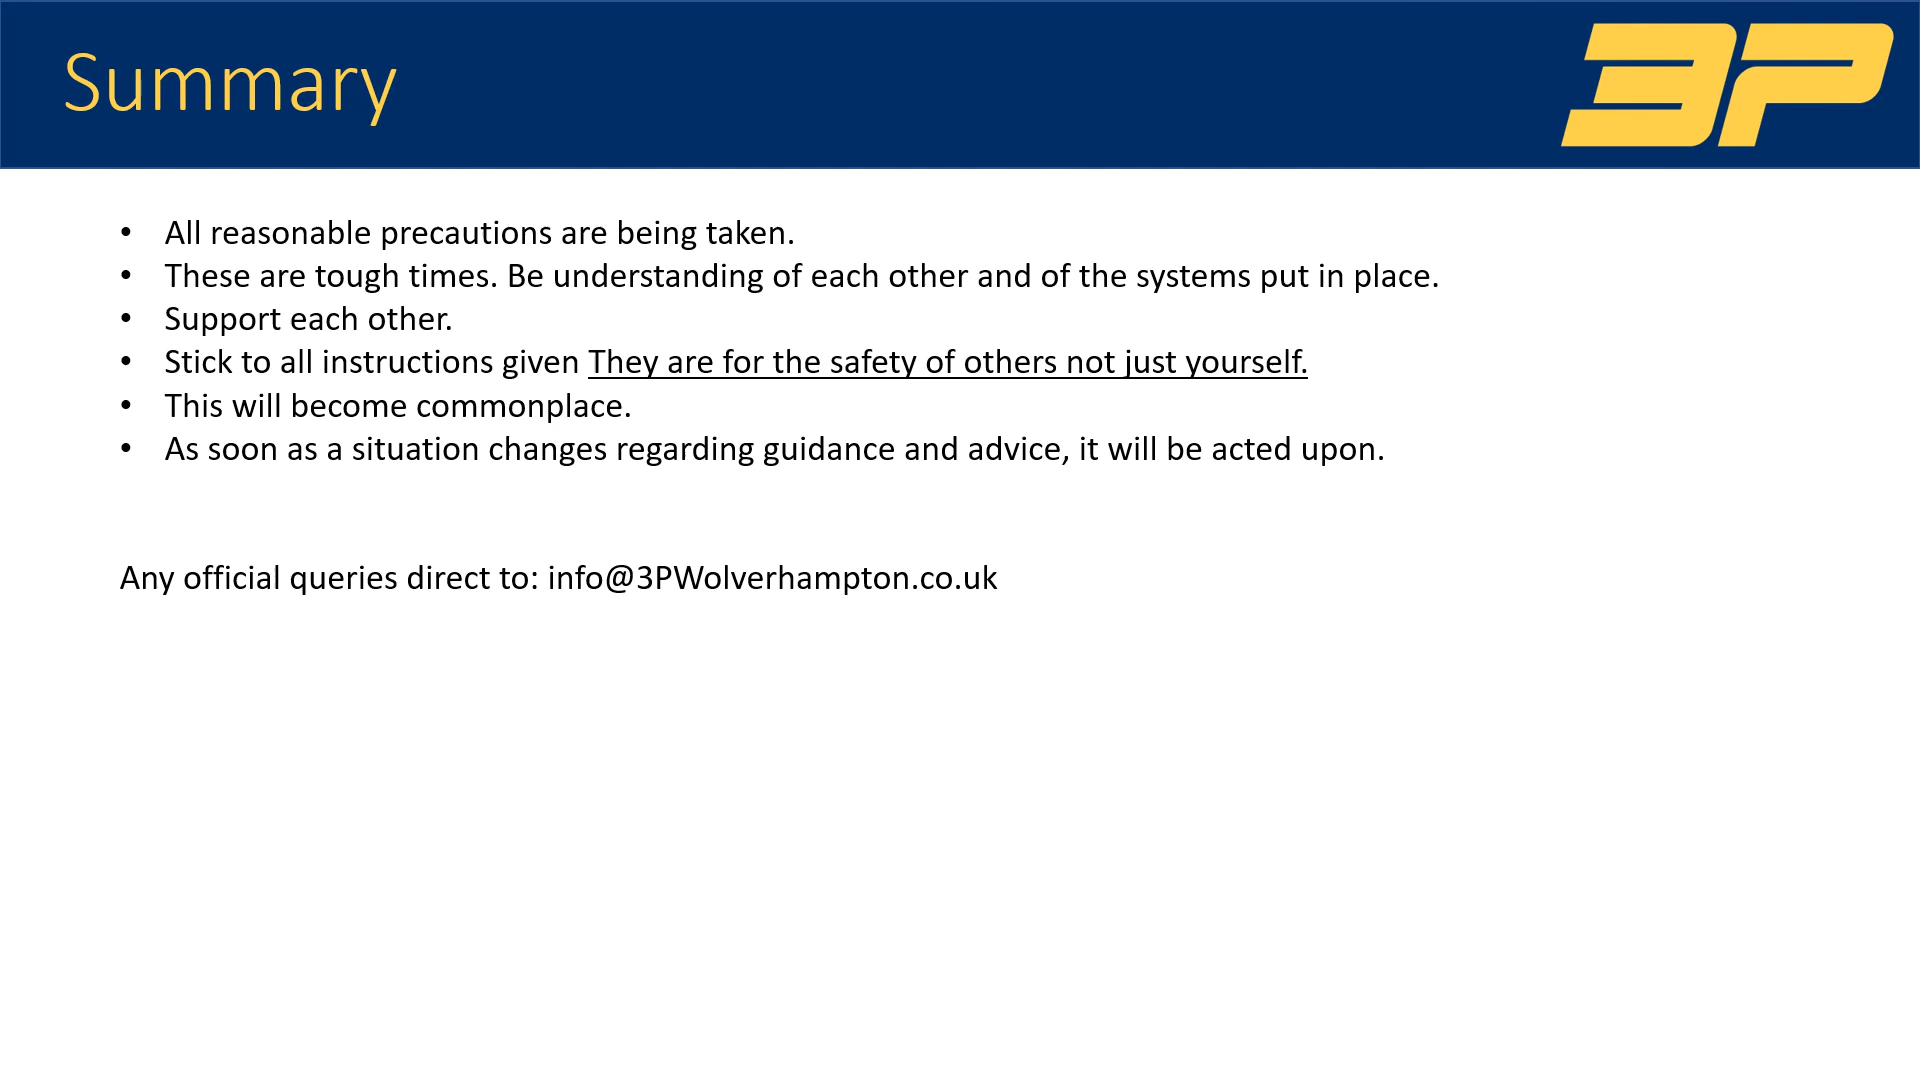 Summary
3P
• All reasonable precautions are being taken.
• These are tough times. Be understanding of each other and of the systems put in place.
• Support each other.
• Stick to all instructions given They are for the safety of others not just yourself.
• This will become commonplace.
• As soon as a situation changes regarding guidance and advice, it will be acted upon.
Any official queries direct to: info@3PWolverhampton.co.uk